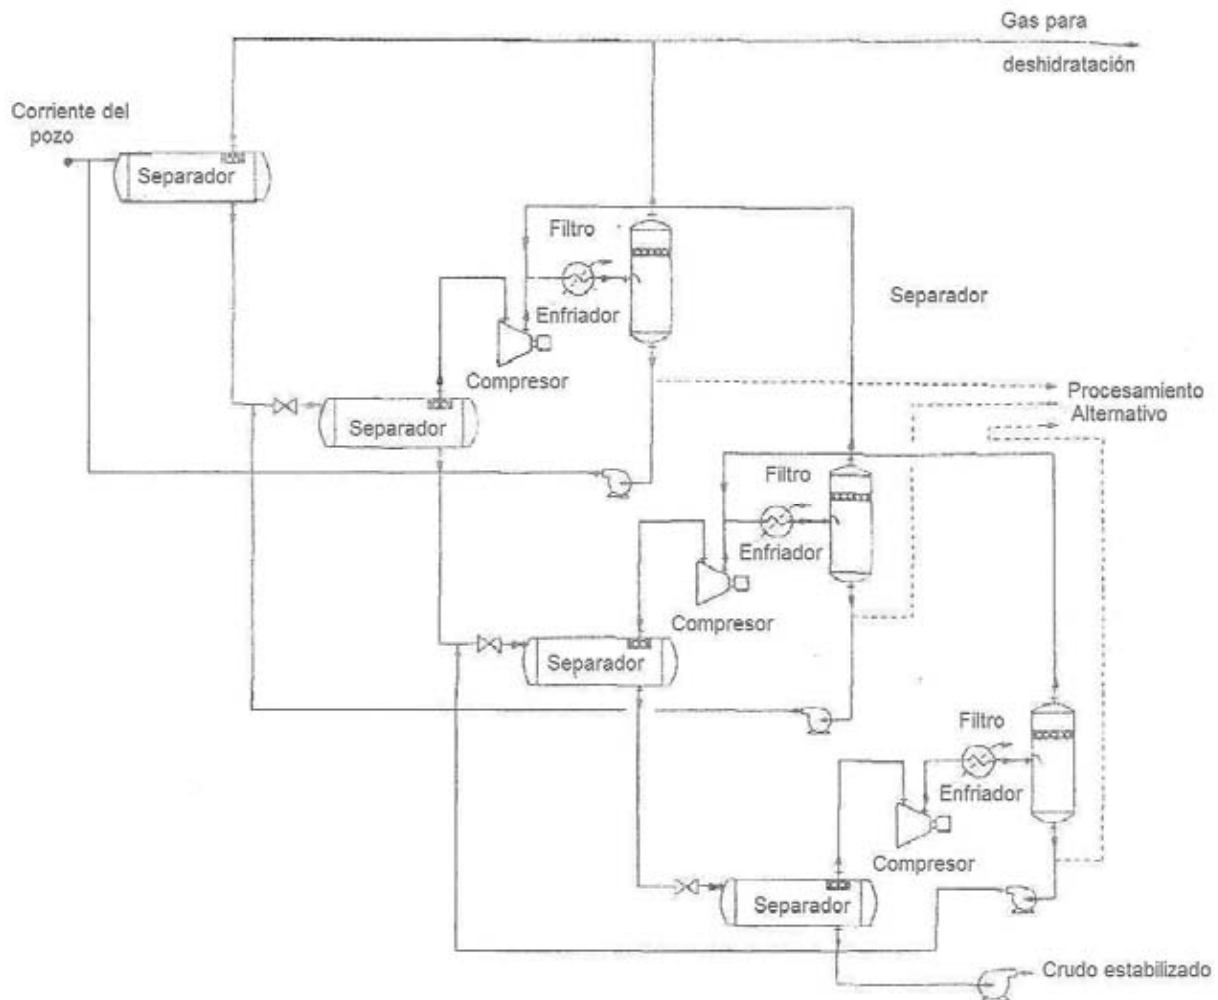 Gas para
deshidratación
Corriente del
pozo
Separador
Filtro
Enfriador
Separador
Compresor
Procesamiento
Alternativo
Separador
Filtro
Enfriador
Compresor
Separador
Filtro
Enfriador
Compresor
Separador
Crudo estabilizado